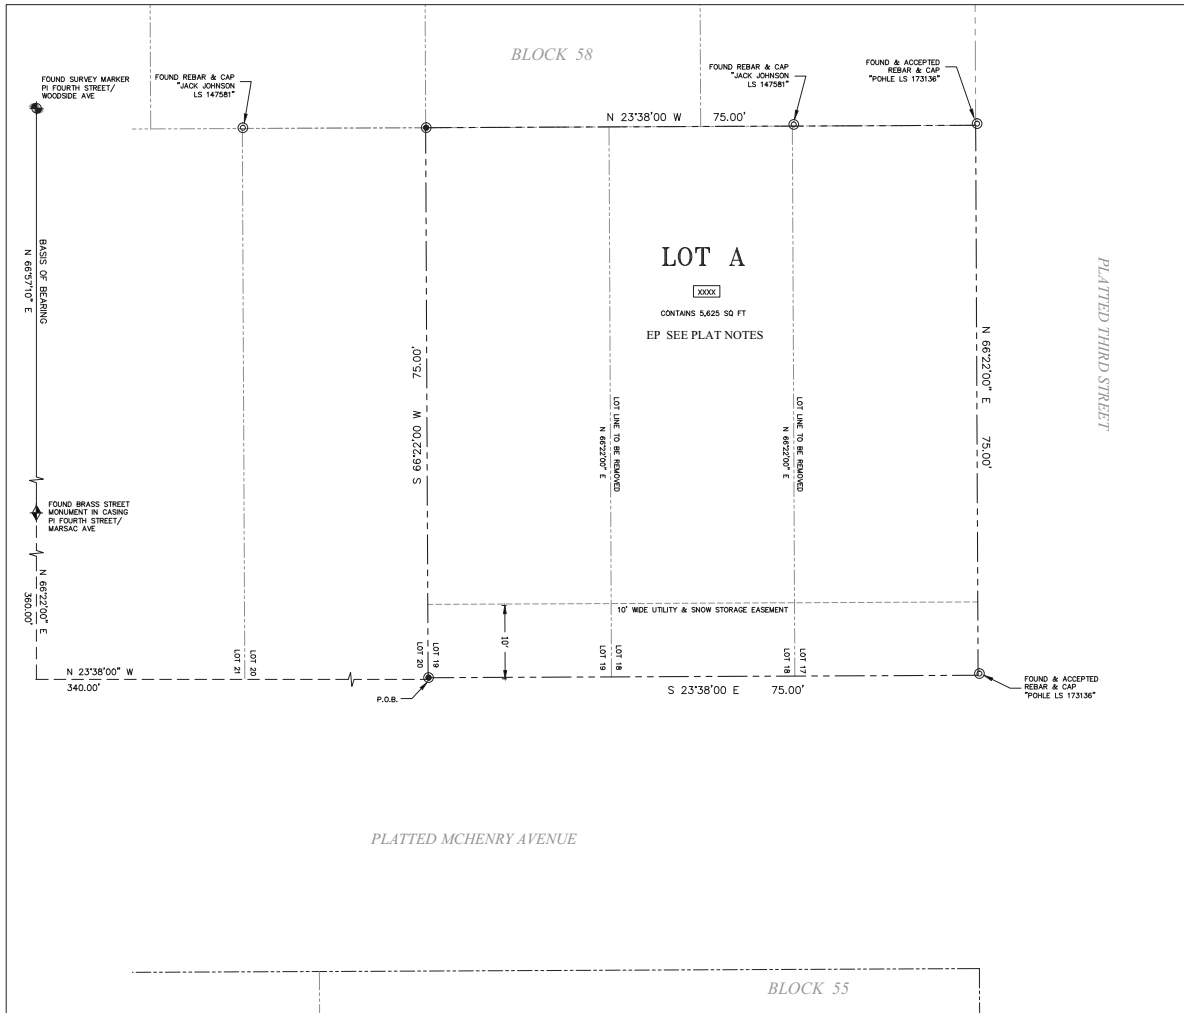 BLOCK 58
FOUND SURVEY MARKER
PI FOURTH STREET/
WOODSIDE AVE
FOUND REBAR & CAP
"JACK JOHNSON
LS 147581"
FOUND REBAR & CAP
"JACK JOHNSON
LS 147581"
FOUND & ACCEPTED
REBAR & CAP
"POHLE LS 173136"
N 23°38'00 W 75.00'
BASIS OF BEARING
N 66°57'10" E
LOT A
XXXX
CONTAINS 5,625 SQ FT
EP SEE PLAT NOTES
PLATTED THIRD STREET
S 66°22'00 W 75.00'
N 66°22'00" E 75.00'
LOT LINE TO BE REMOVED
N 66°22'00" E
LOT LINE TO BE REMOVED
N 66°22'00" E
FOUND BRASS STREET
MONUMENT IN CASING
PI FOURTH STREET/
MARSAC AVE
N 66°22'00" E
360.00'
10' WIDE UTILITY & SNOW STORAGE EASEMENT
10'
LOT 20
LOT 21
LOT 19
LOT 20
LOT 18
LOT 19
LOT 17
LOT 18
N 23°38'00" W
340.00'
P.O.B.
S 23°38'00 E 75.00'
FOUND & ACCEPTED
REBAR & CAP
"POHLE LS 173136"
PLATTED MCHENRY AVENUE
BLOCK 55